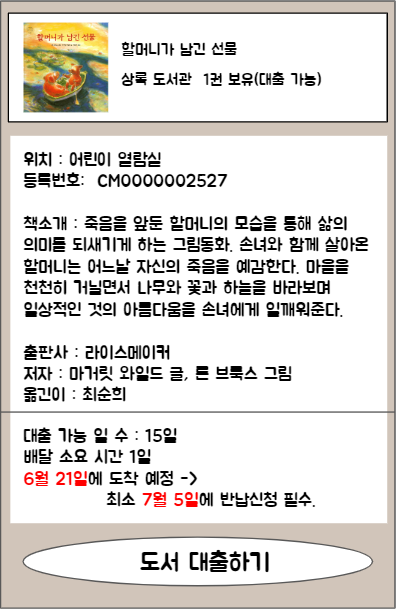 할머니가 남긴 선물
할머니가 남긴 선물
상록 도서관 1권 보유(대출 가능)
위치 : 어린이 열람실
등록번호: CM0000002527
책소개 : 죽음을 앞둔 할머니의 모습을 통해 삶의
의미를 되새기게 하는 그림동화. 손녀와 함께 살아온
할머니는 어느날 자신의 죽음을 예감한다. 마을을
천천히 거닐면서 나무와 꽃과 하늘을 바라보며
일상적인 것의 아름다움을 손녀에게 일깨워준다.
출판사 : 라이스메이커
저자 : 마거릿 와일드 글, 론 브룩스 그림
옮긴이 : 최순희
대출 가능 일 수 : 15일
배달 소요 시간 1일
6월 21일에 도착 예정 ->
최소 7월 5일에 반납신청 필수.
도서 대출하기